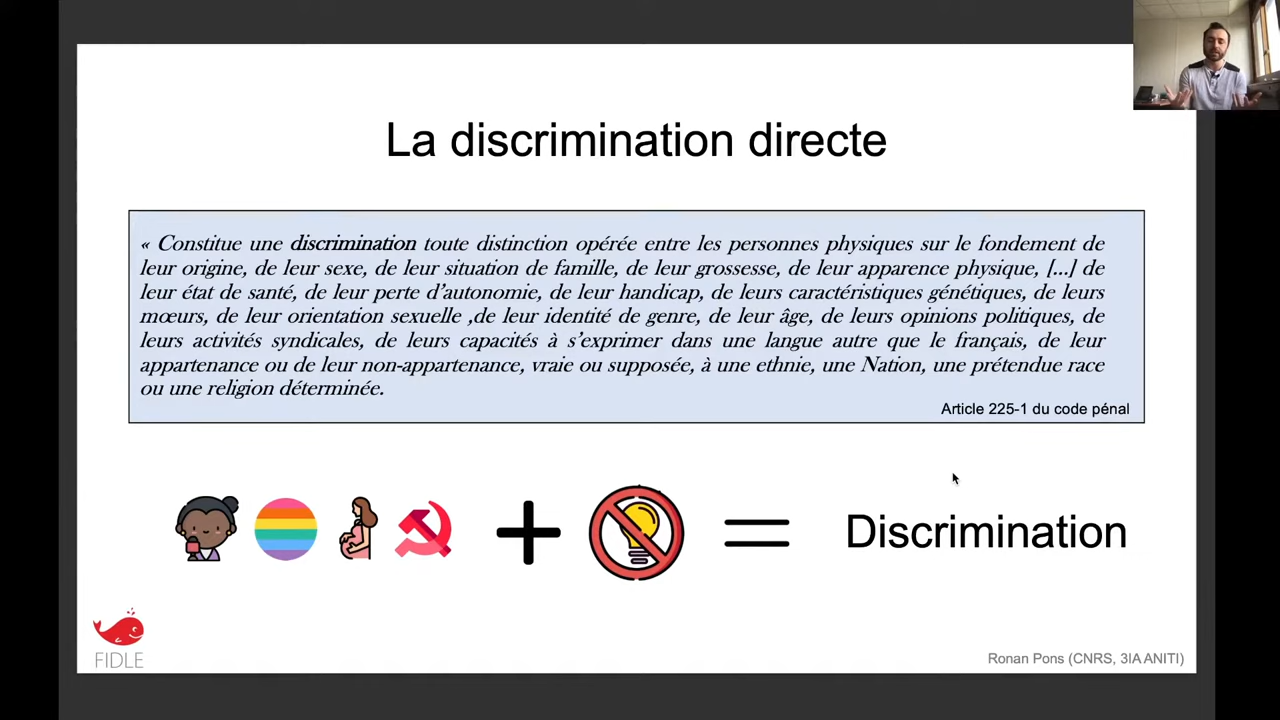 La discrimination directe
« Constitue une discrimination toute distinction opérée entre les personnes physiques sur le fondement de
leur origine, de leur sexe, de leur situation de famille, de leur grossesse, de leur apparence physique, [...] de
leur état de santé, de leur perte d’autonomie, de leur handicap, de leurs caractéristiques génétiques, de leurs
mœurs, de leur orientation sexuelle ,de leur identité de genre, de leur âge, de leurs opinions politiques, de
leurs activités syndicales, de leurs capacités à s’exprimer dans une langue autre que le français, de leur
appartenance ou de leur non-appartenance, vraie ou supposée, à une ethnie, une Nation, une prétendue race
ou une religion déterminée.
Article 225-1 du code pénal
+ = Discrimination
FIDLE
Ronan Pons (CNRS, 3IA ANITI)